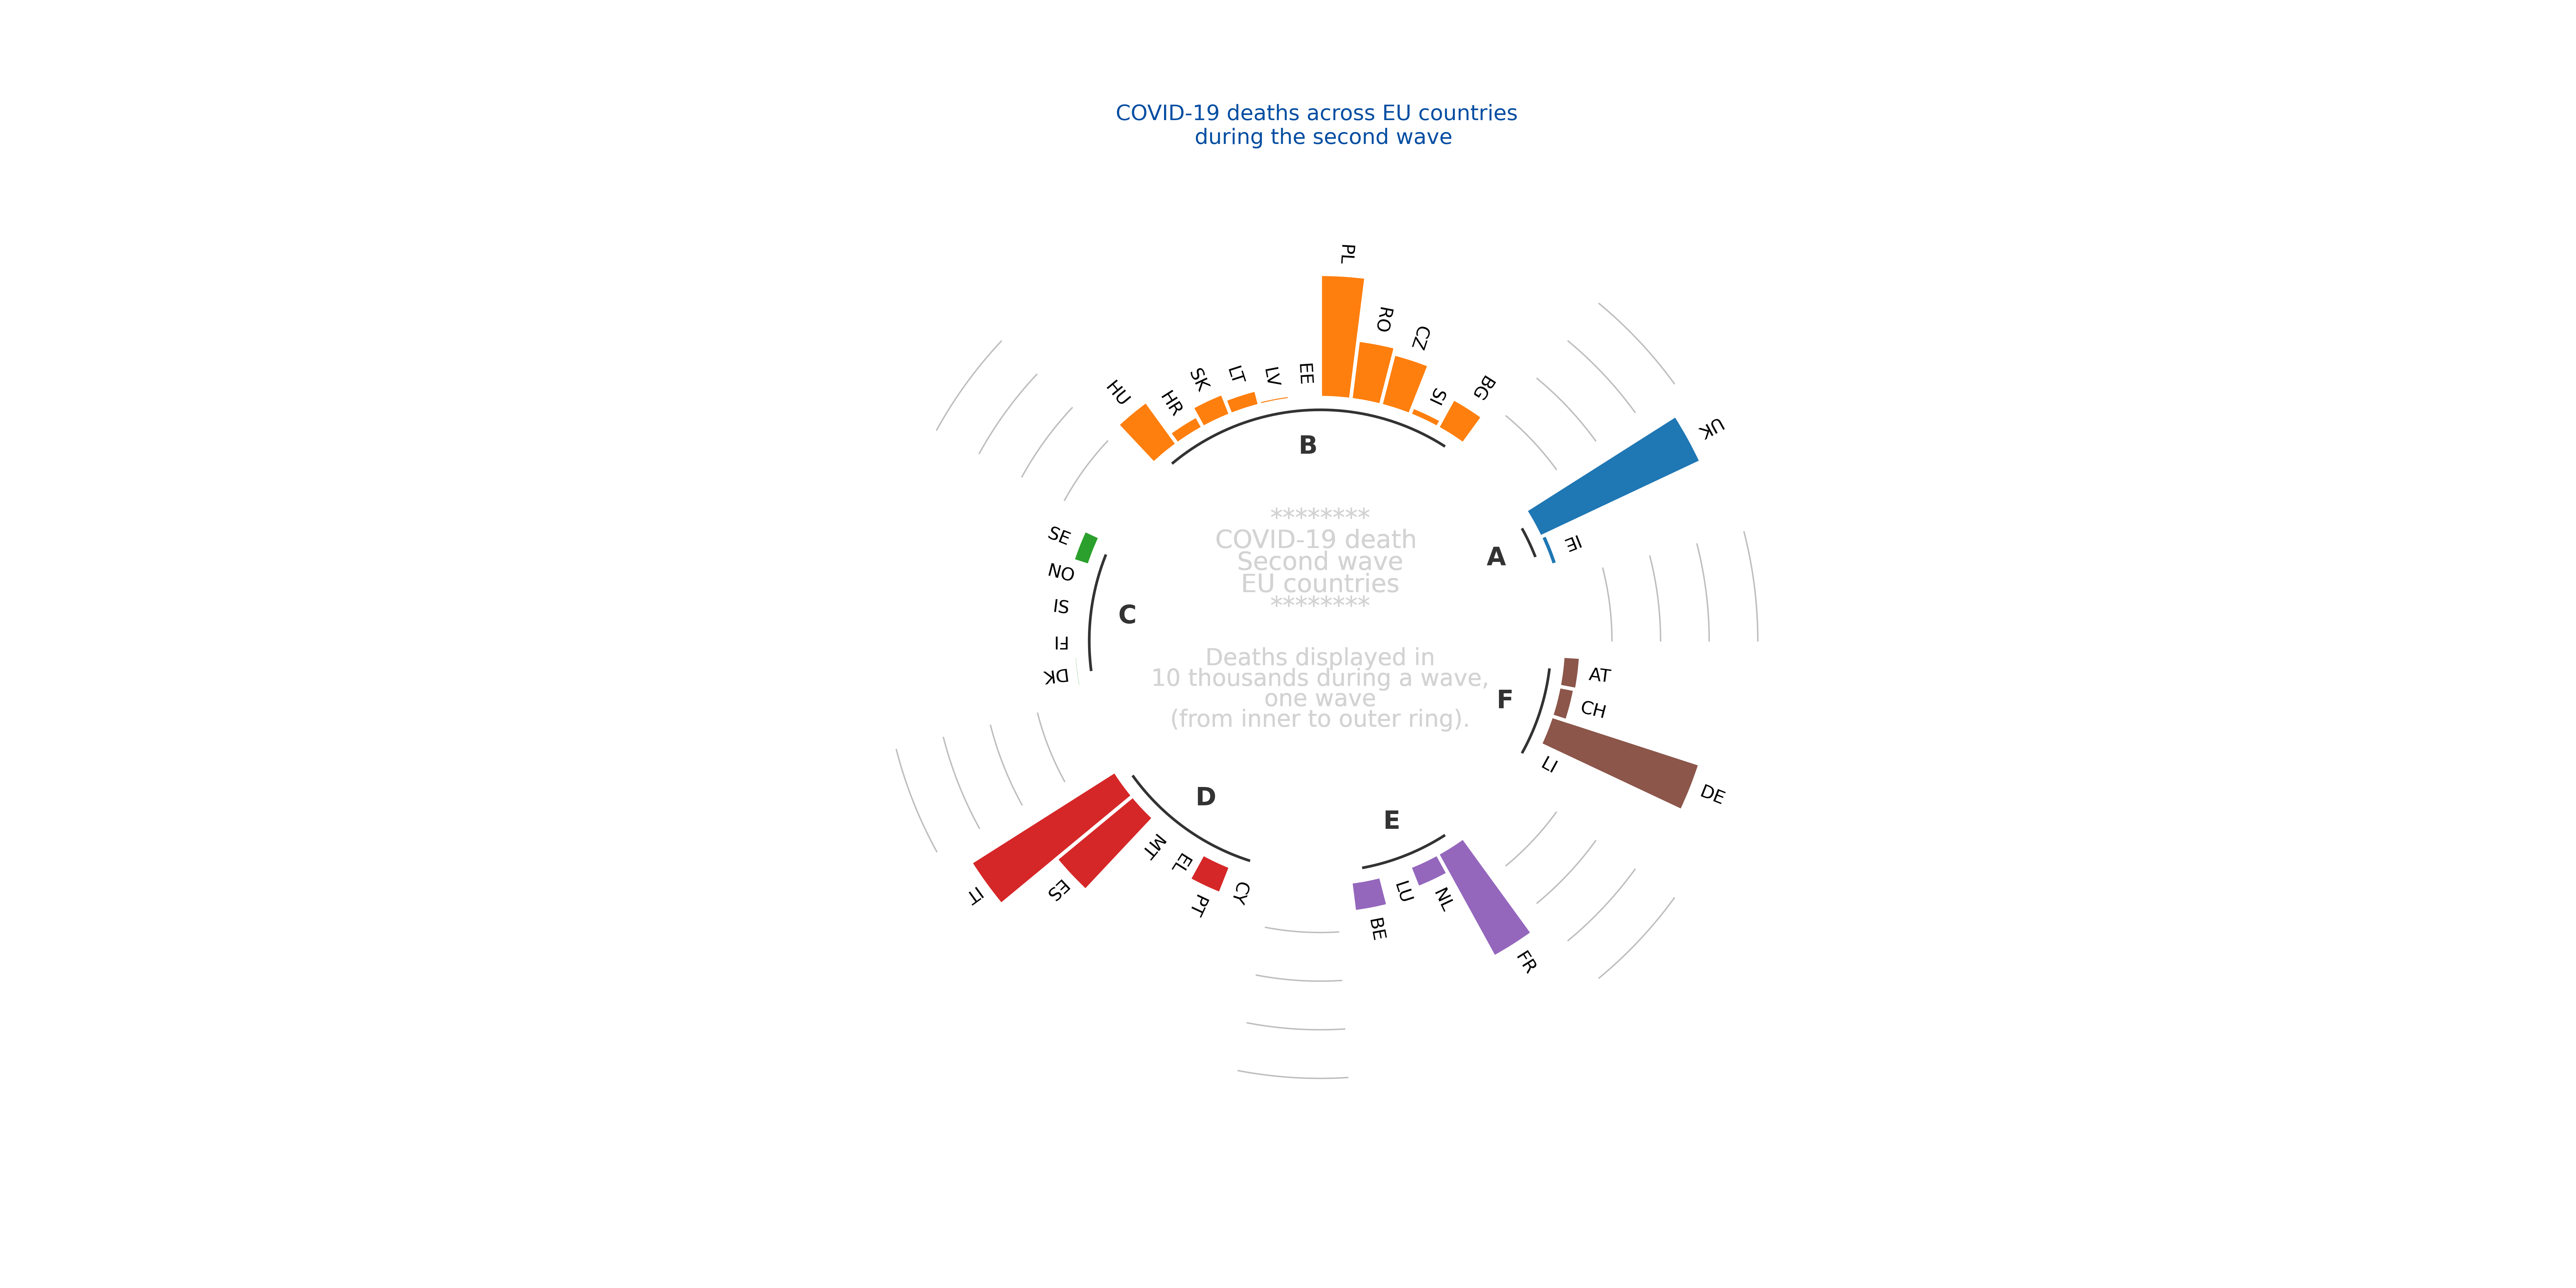 COVID-19 deaths across EU countries
during the second wave
PL
RO
CZ
SI
BG
EE
LV
LT
SK
HR
HU
B
UK
IE
A
********
COVID-19 death
Second wave
EU countries
********
SE
NO
IS
FI
DK
C
Deaths displayed in
10 thousands during a wave,
one wave
(from inner to outer ring).
AT
CH
DE
LI
F
IT
ES
MT
EL
PT
CY
D
E
BE
LU
NL
FR